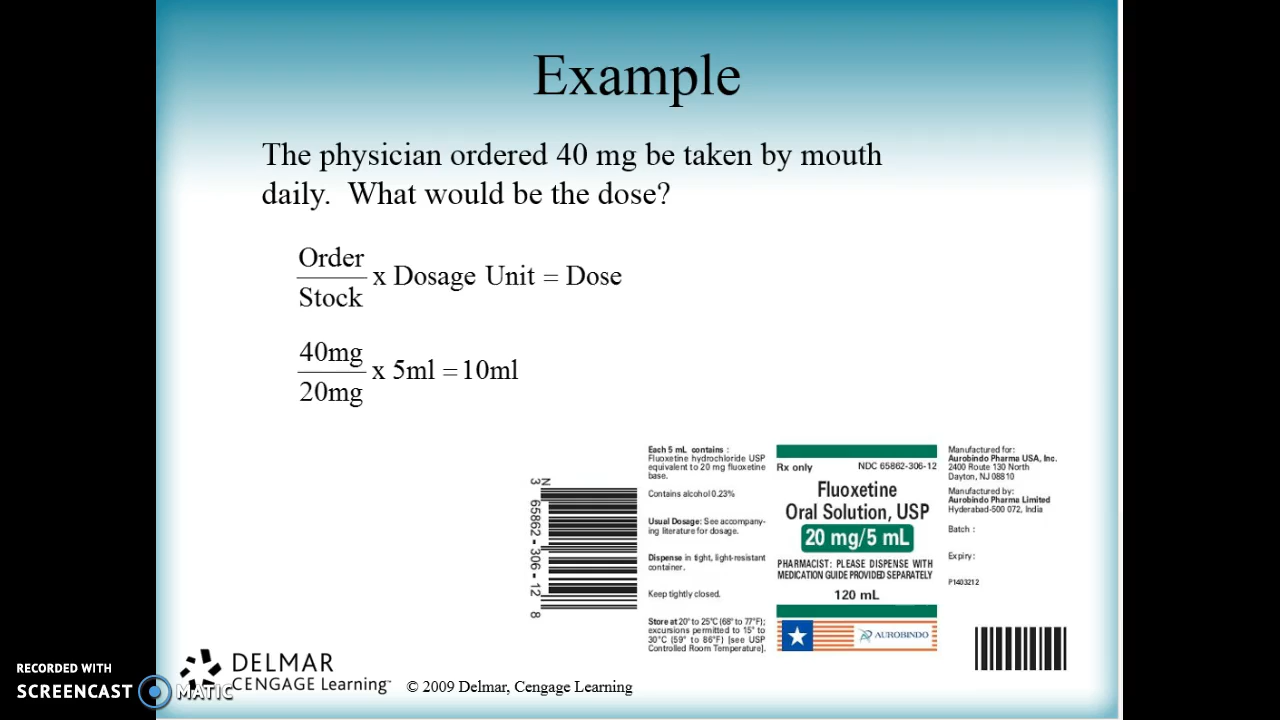 Example
The physician ordered 40 mg be taken by mouth
daily. What would be the dose?
Order
Stock
x Dosage Unit = Dose
40mg
20mg
x 5ml = 10ml
N
3 65862-306-12 8
Each 5 mL contains :
Fluoxetine hydrochloride USP
equivalent to 20 mg fluoxetine
base.
Contains alcohol 0.23%
Usual Dosage: See accompany-
ing literature for dosage.
Dispense in tight, light-resistant
container.
Keep tightly closed.
Store at 20° to 25°C (68° to 77°F);
excursions permitted to 15° to
30°C (59° to 86°F) [see USP
Controlled Room Temperature].
Rx only
NDC 65862-306-12
Fluoxetine
Oral Solution, USP
20 mg/5 mL
PHARMACIST: PLEASE DISPENSE WITH
MEDICATION GUIDE PROVIDED SEPARATELY
120 mL
AUROBINDO
Manufactured for:
Aurobindo Pharma USA, Inc.
2400 Route 130 North
Dayton, NJ 08810
Manufactured by:
Aurobindo Pharma Limited
Hyderabad-500 072, India
Batch :
Expiry:
P1403212
DELMAR
CENGAGE Learning™
© 2009 Delmar, Cengage Learning
RECORDED WITH
SCREENCAST MATIC